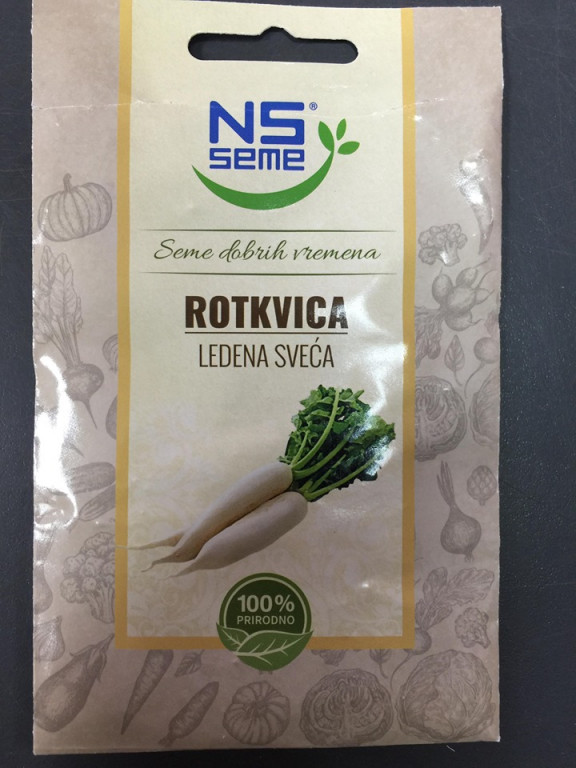 NS®
seme
Seme dobrih vremena
ROTKVICA
LEDENA SVEĆA
100%
PRIRODNO